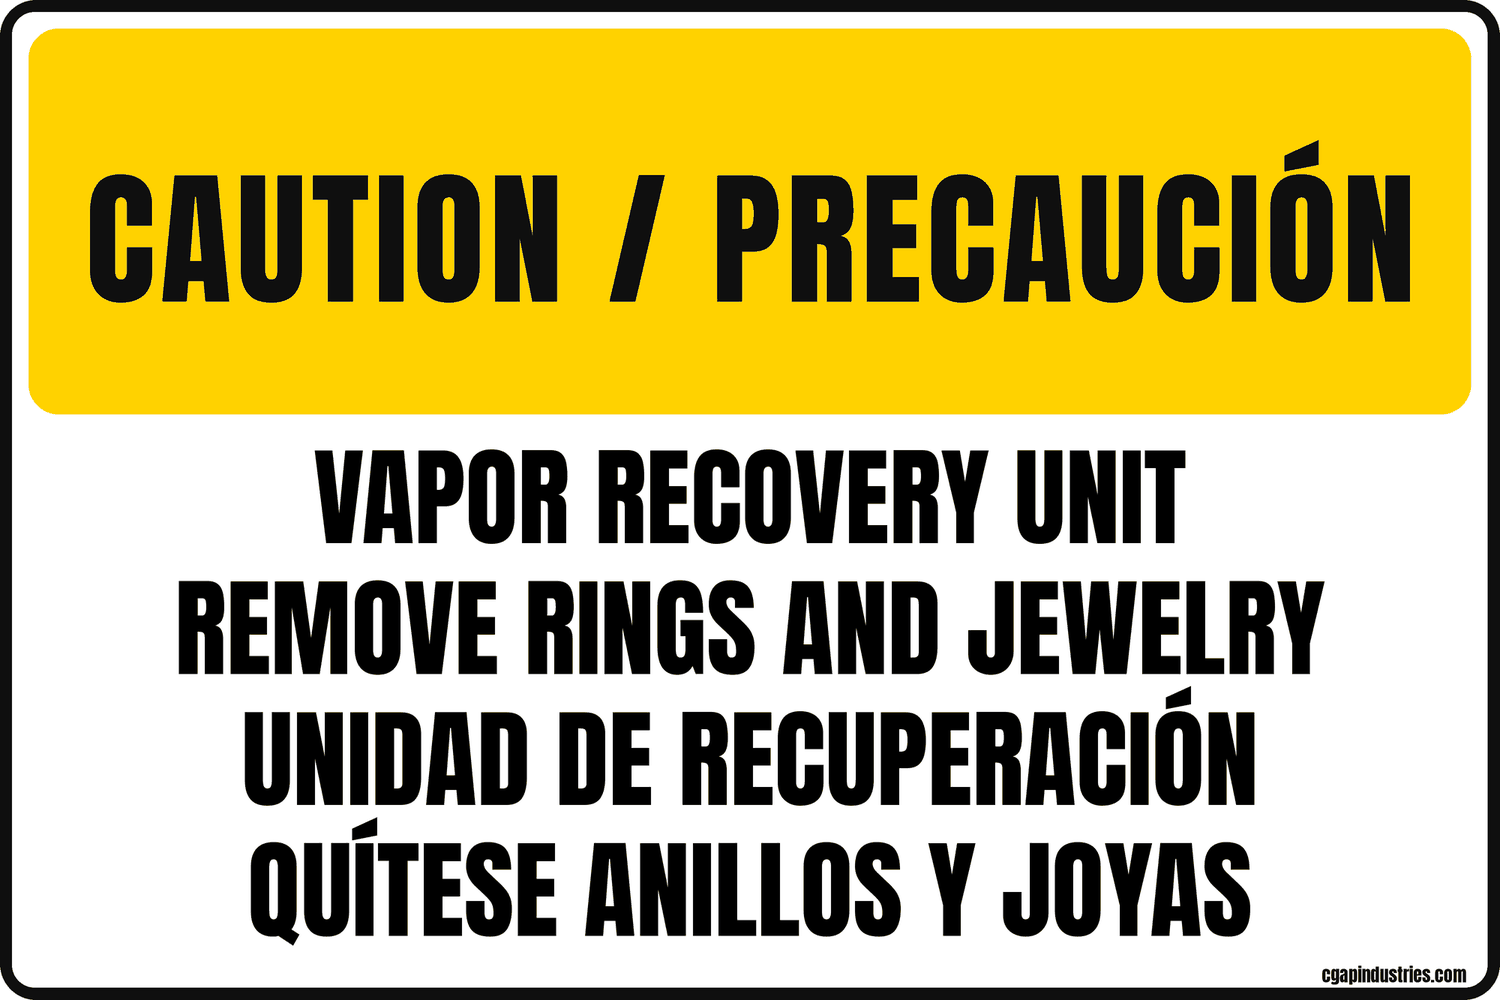 CAUTION / PRECAUCIÓN
VAPOR RECOVERY UNIT
REMOVE RINGS AND JEWELRY
UNIDAD DE RECUPERACIÓN
QUÍTESE ANILLOS Y JOYAS
cgapindustries.com